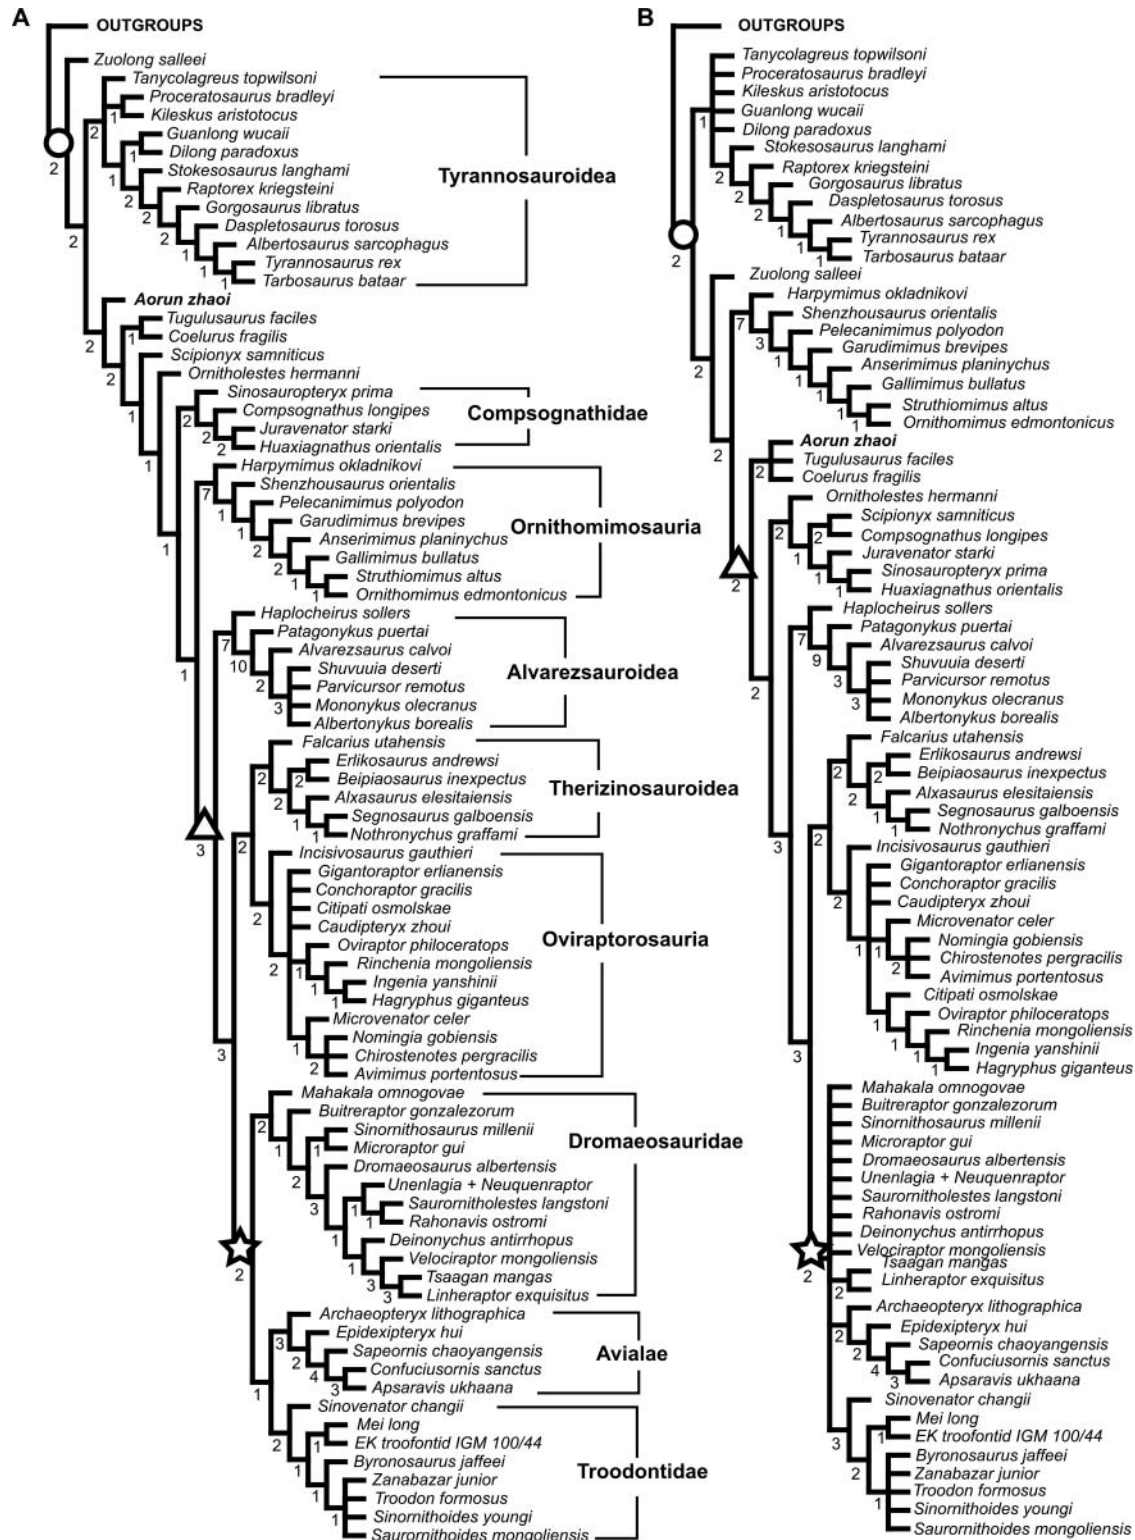 A
OUTGROUPS
Zuolong salleei
Tanycolagreus topwilsoni
Proceratosaurus bradleyi
Kileskus aristotocus
Guanlong wucaii
Dilong paradoxus
Stokesosaurus langhami
Raptorex kriegsteini
Gorgosaurus libratus
Daspletosaurus torosus
Albertosaurus sarcophagus
Tyrannosaurus rex
Tarbosaurus bataar
Tyrannosauroidea
Aorun zhaoi
Tugulusaurus faciles
Coelurus fragilis
Scipionyx samniticus
Ornitholestes hermanni
Sinosauropteryx prima
Compsognathus longipes
Juravenator starki
Huaxiagnathus orientalis
Compsognathidae
Harpymimus okladnikovi
Shenzhousaurus orientalis
Pelecanimimus polyodon
Garudimimus brevipes
Anserimimus planinychus
Gallimimus bullatus
Struthiomimus altus
Ornithomimus edmontonicus
Ornithomimosauria
Haplocheirus sollers
Patagonykus puertai
Alvarezsaurus calvoi
Shuvuuia deserti
Parvicursor remotus
Mononykus olecranus
Albertonykus borealis
Alvarezsauroidea
Falcarius utahensis
Erlikosaurus andrewsi
Beipiaosaurus inexpectus
Alxasaurus elesitaiensis
Segnosaurus galboensis
Nothronychus graffami
Therizinosauroidea
Incisivosaurus gauthieri
Gigantoraptor erlianensis
Conchoraptor gracilis
Citipati osmolskae
Caudipteryx zhoui
Oviraptor philoceratops
Rinchenia mongoliensis
Ingenia yanshinii
Hagryphus giganteus
Microvenator celer
Nomingia gobiensis
Chirostenotes pergracilis
Avimimus portentosus
Oviraptorosauria
Mahakala omnogovae
Buitreraptor gonzalezorum
Sinornithosaurus millenii
Microraptor gui
Dromaeosaurus albertensis
Unenlagia + Neuquenraptor
Saurornitholestes langstoni
Rahonavis ostromi
Deinonychus antirrhopus
Velociraptor mongoliensis
Tsaagan mangas
Linheraptor exquisitus
Dromaeosauridae
Archaeopteryx lithographica
Epidexipteryx hui
Sapeornis chaoyangensis
Confuciusornis sanctus
Apsaravis ukhaana
Avialae
Sinovenator changii
Mei long
EK troofontid IGM 100/44
Byronosaurus jaffeei
Zanabazar junior
Troodon formosus
Sinornithoides youngi
Saurornithoides mongoliensis
Troodontidae
B
OUTGROUPS
Tanycolagreus topwilsoni
Proceratosaurus bradleyi
Kileskus aristotocus
Guanlong wucaii
Dilong paradoxus
Stokesosaurus langhami
Raptorex kriegsteini
Gorgosaurus libratus
Daspletosaurus torosus
Albertosaurus sarcophagus
Tyrannosaurus rex
Tarbosaurus bataar
Zuolong salleei
Harpymimus okladnikovi
Shenzhousaurus orientalis
Pelecanimimus polyodon
Garudimimus brevipes
Anserimimus planinychus
Gallimimus bullatus
Struthiomimus altus
Ornithomimus edmontonicus
Aorun zhaoi
Tugulusaurus faciles
Coelurus fragilis
Ornitholestes hermanni
Scipionyx samniticus
Compsognathus longipes
Juravenator starki
Sinosauropteryx prima
Huaxiagnathus orientalis
Haplocheirus sollers
Patagonykus puertai
Alvarezsaurus calvoi
Shuvuuia deserti
Parvicursor remotus
Mononykus olecranus
Albertonykus borealis
Falcarius utahensis
Erlikosaurus andrewsi
Beipiaosaurus inexpectus
Alxasaurus elesitaiensis
Segnosaurus galboensis
Nothronychus graffami
Incisivosaurus gauthieri
Gigantoraptor erlianensis
Conchoraptor gracilis
Caudipteryx zhoui
Microvenator celer
Nomingia gobiensis
Chirostenotes pergracilis
Avimimus portentosus
Citipati osmolskae
Oviraptor philoceratops
Rinchenia mongoliensis
Ingenia yanshinii
Hagryphus giganteus
Mahakala omnogovae
Buitreraptor gonzalezorum
Sinornithosaurus millenii
Microraptor gui
Dromaeosaurus albertensis
Unenlagia + Neuquenraptor
Saurornitholestes langstoni
Rahonavis ostromi
Deinonychus antirrhopus
Velociraptor mongoliensis
Tsaagan mangas
Linheraptor exquisitus
Archaeopteryx lithographica
Epidexipteryx hui
Sapeornis chaoyangensis
Confuciusornis sanctus
Apsaravis ukhaana
Sinovenator changii
Mei long
EK troofontid IGM 100/44
Byronosaurus jaffeei
Zanabazar junior
Troodon formosus
Sinornithoides youngi
Saurornithoides mongoliensis